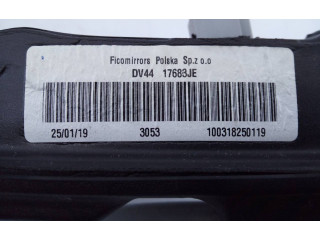 Ficomirrors Polska Sp.z o.o
DV44 17683JE
25/01/19 3053 100318250119